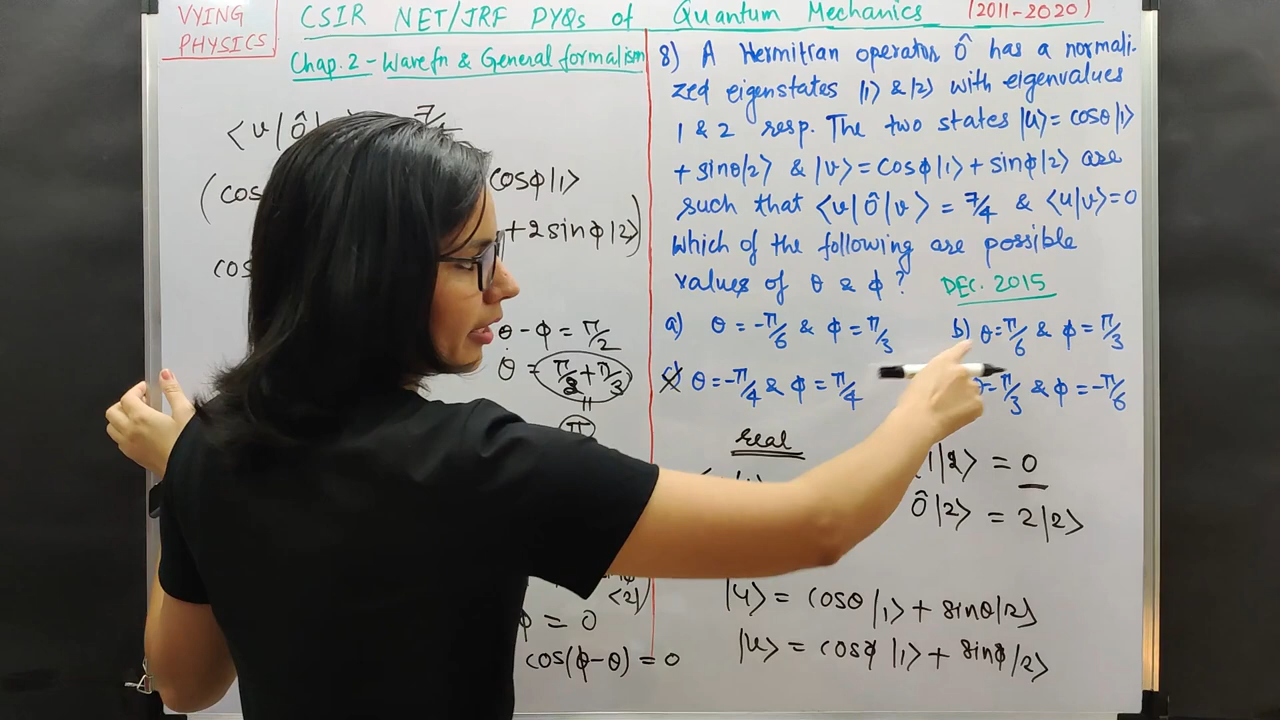 VYING
PHYSICS
CSIR NET/JRF PYQs of Quantum Mechanics (2011-2020)
Chap. 2 - Wavefn & General formalism
⟨v|Ô
(cos cosϕ|1⟩
+2sinϕ|2⟩)
cos
θ - ϕ = π/2
θ = π/2 + π/3
=
⟨2|)
ϕ = 0
cos(ϕ-θ) = 0
8) A Hermitian operator Ô has a normali-
zed eigenstates |1⟩ & |2⟩ with eigenvalues
1 & 2 resp. The two states |u⟩ = cosθ|1⟩
+ sinθ|2⟩ & |v⟩ = cosϕ|1⟩ + sinϕ|2⟩ are
such that ⟨v|Ô|v⟩ = 7/4 & ⟨u|v⟩=0
Which of the following are possible
values of θ & ϕ? DEC. 2015
a) θ = -π/6 & ϕ = π/3 b) θ=π/6 & ϕ = π/3
c) θ = -π/4 & ϕ = π/4 = π/3 & ϕ = -π/6
real
|2⟩ = 0
Ô|2⟩ = 2|2⟩
|u⟩ = cosθ|1⟩ + sinθ|2⟩
|v⟩ = cosϕ|1⟩ + sinϕ|2⟩